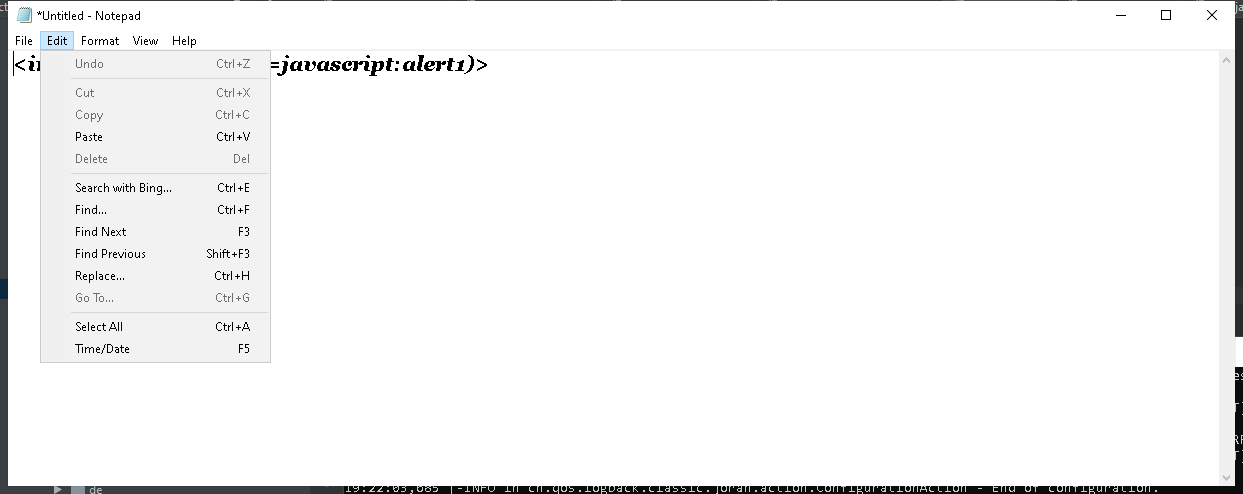 *Untitled - Notepad
File Edit Format View Help
=javascript:alert1)>
Undo Ctrl+Z
Cut Ctrl+X
Copy Ctrl+C
Paste Ctrl+V
Delete Del
Search with Bing... Ctrl+E
Find... Ctrl+F
Find Next F3
Find Previous Shift+F3
Replace... Ctrl+H
Go To... Ctrl+G
Select All Ctrl+A
Time/Date F5
de
19:22:03,685 |-INFO in ch.qos.logback.classic.joran.action.ConfigurationAction - End of configuration.